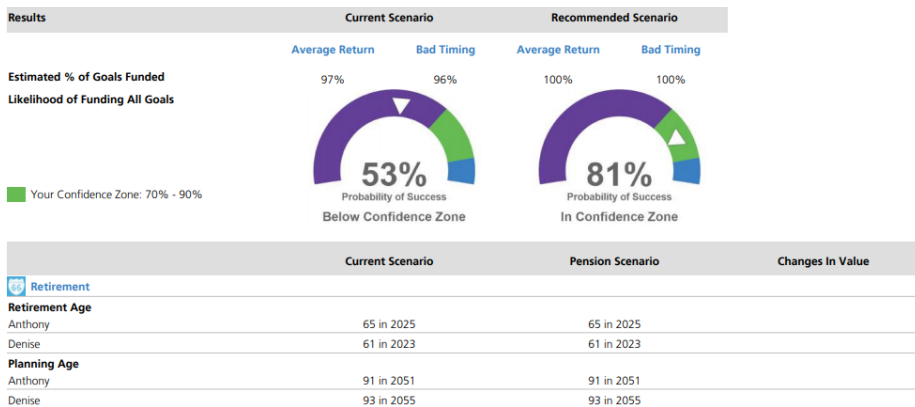 Results Current Scenario Recommended Scenario
Average Return Bad Timing Average Return Bad Timing
Estimated % of Goals Funded 97% 96% 100% 100%
Likelihood of Funding All Goals
53% 81%
Probability of Success Probability of Success
Your Confidence Zone: 70% - 90%
Below Confidence Zone In Confidence Zone
Current Scenario Pension Scenario Changes In Value
66 Retirement
Retirement Age
Anthony 65 in 2025 65 in 2025
Denise 61 in 2023 61 in 2023
Planning Age
Anthony 91 in 2051 91 in 2051
Denise 93 in 2055 93 in 2055